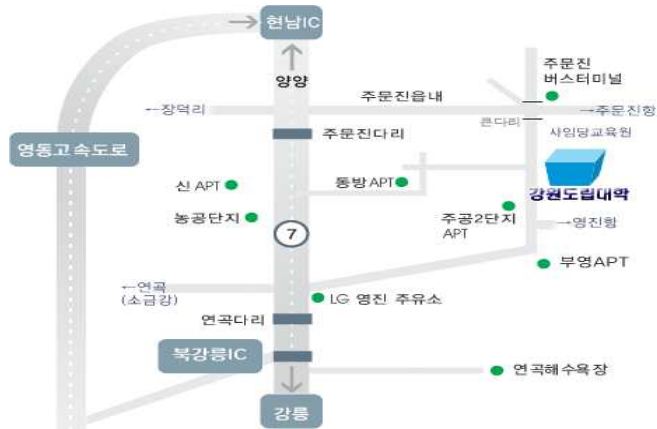 현남IC
양양
주문진
버스터미널
주문진읍내
←장덕리
→주문진항
큰다리
사임당교육원
주문진다리
영동고속도로
신 APT
동방 APT
강원도립대학
농공단지
주공2단지
APT
7
→영진항
부영APT
←연곡
(소금강)
LG 영진 주유소
연곡다리
북강릉IC
연곡해수욕장
강릉